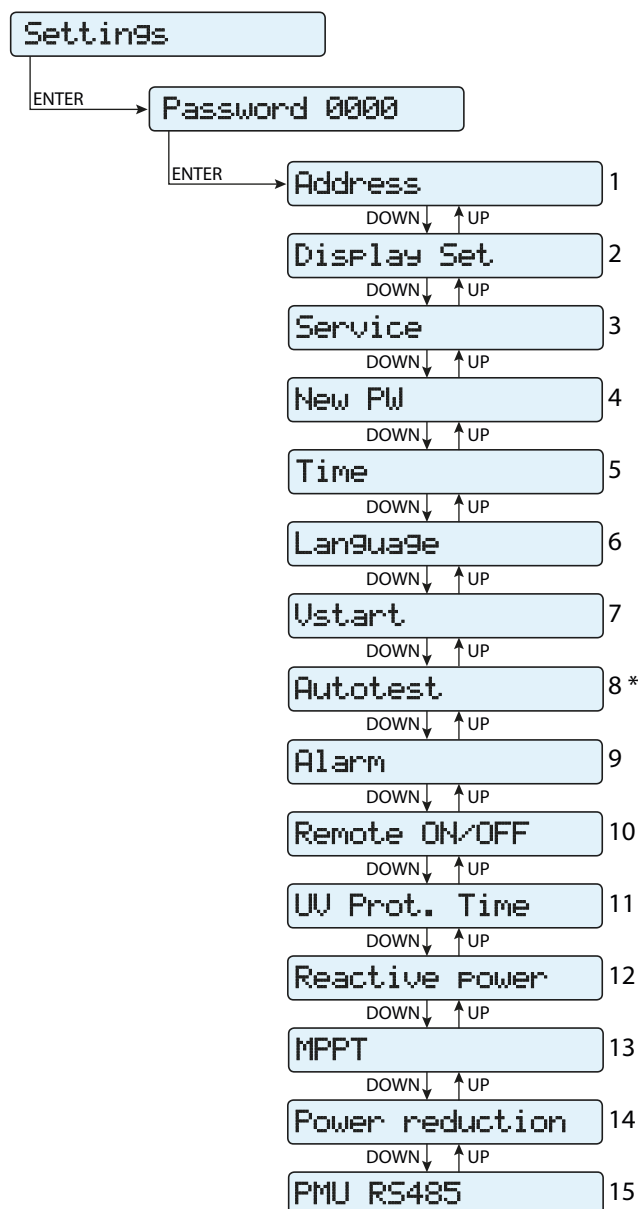 Settings
ENTER
Password 0000
ENTER
Address 1
DOWN UP
Display Set. 2
DOWN UP
Service 3
DOWN UP
New PW 4
DOWN UP
Time 5
DOWN UP
Language 6
DOWN UP
Vstart 7
DOWN UP
Autotest 8 *
DOWN UP
Alarm 9
DOWN UP
Remote ON/OFF 10
DOWN UP
UV Prot. Time 11
DOWN UP
Reactive power 12
DOWN UP
MPPT 13
DOWN UP
Power reduction 14
DOWN UP
PMU RS485 15